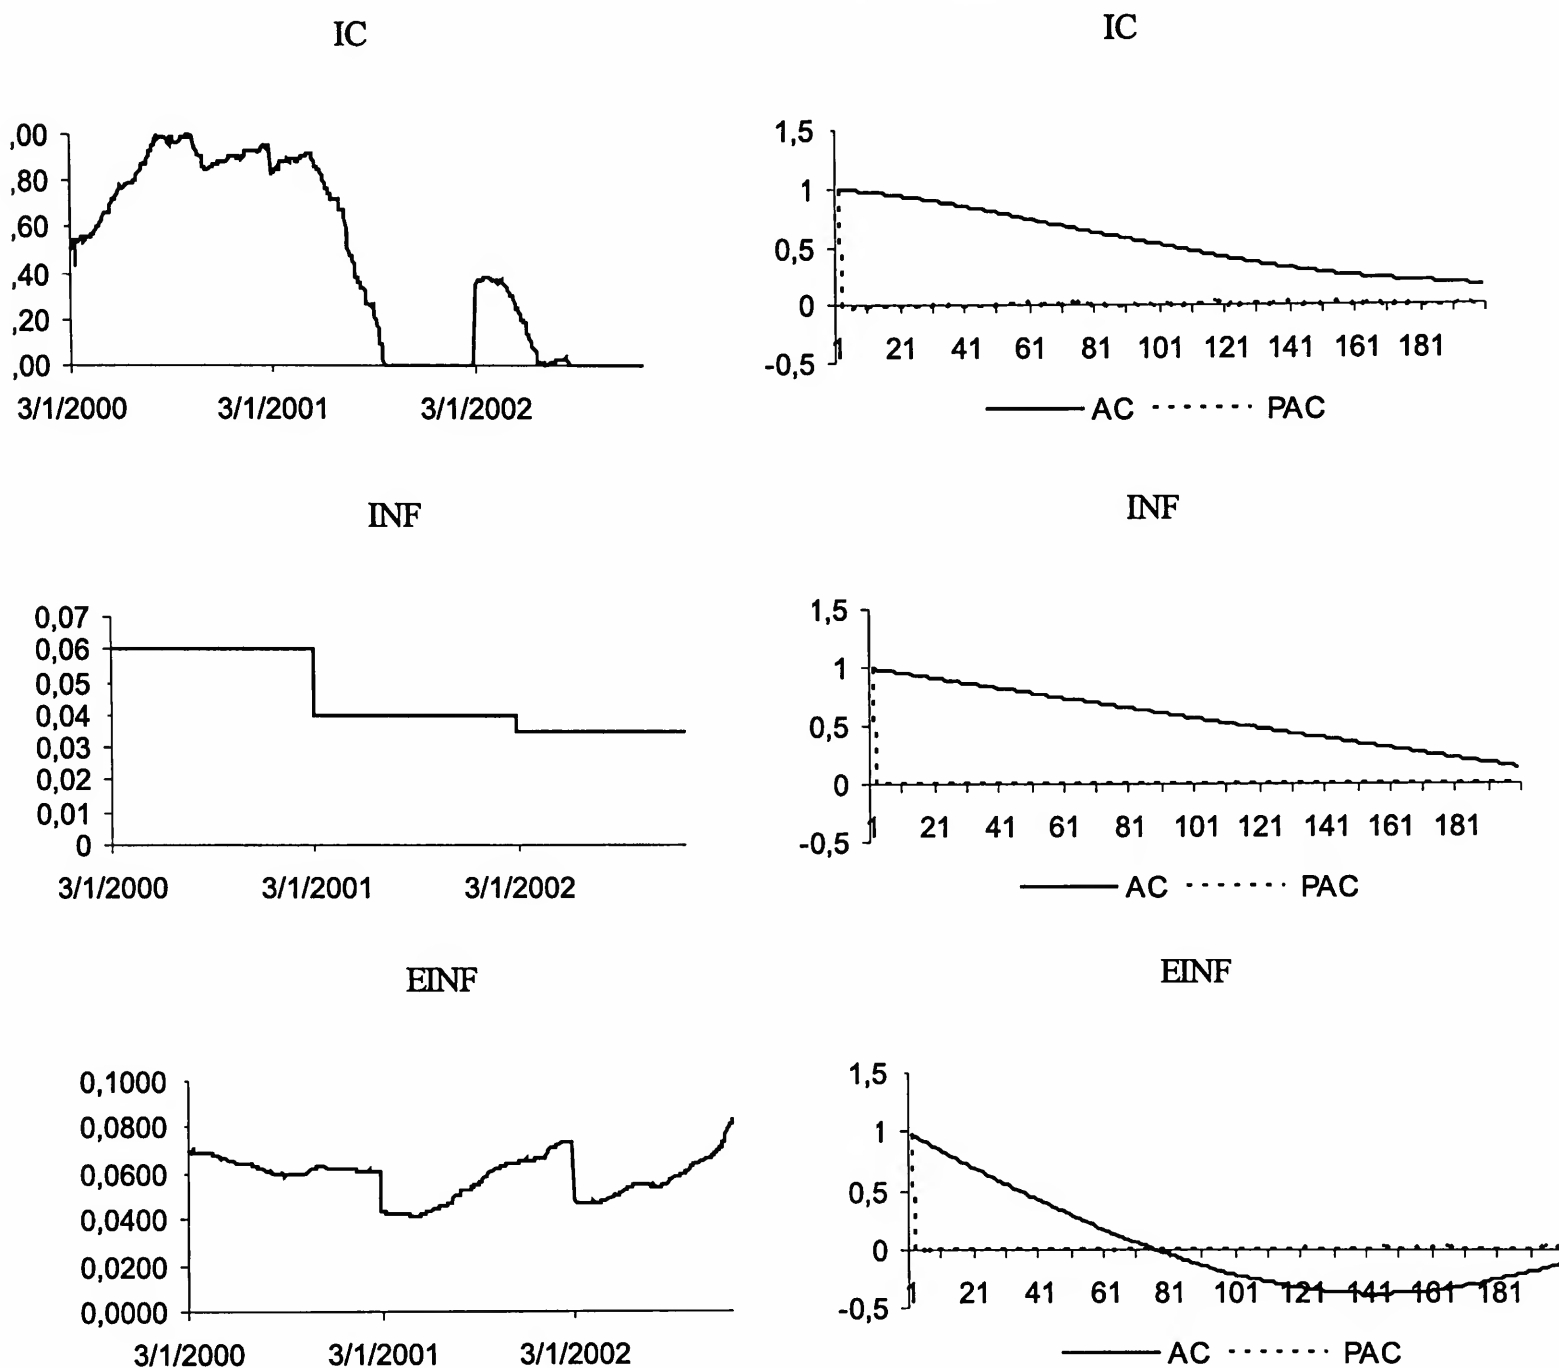 IC
,00
,80
,60
,40
,20
,00
3/1/2000 3/1/2001 3/1/2002
IC
1,5
1
0,5
0
-0,5
1 21 41 61 81 101 121 141 161 181
AC PAC
INF
0,07
0,06
0,05
0,04
0,03
0,02
0,01
0
3/1/2000 3/1/2001 3/1/2002
INF
1,5
1
0,5
0
-0,5
1 21 41 61 81 101 121 141 161 181
AC PAC
EINF
0,1000
0,0800
0,0600
0,0400
0,0200
0,0000
3/1/2000 3/1/2001 3/1/2002
EINF
1,5
1
0,5
0
-0,5
1 21 41 61 81 101 121 141 161 181
AC PAC